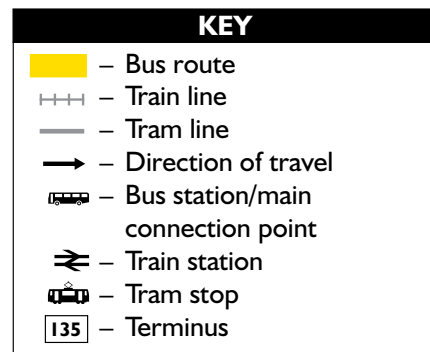 KEY
– Bus route
– Train line
– Tram line
– Direction of travel
– Bus station/main
connection point
– Train station
– Tram stop
135 – Terminus